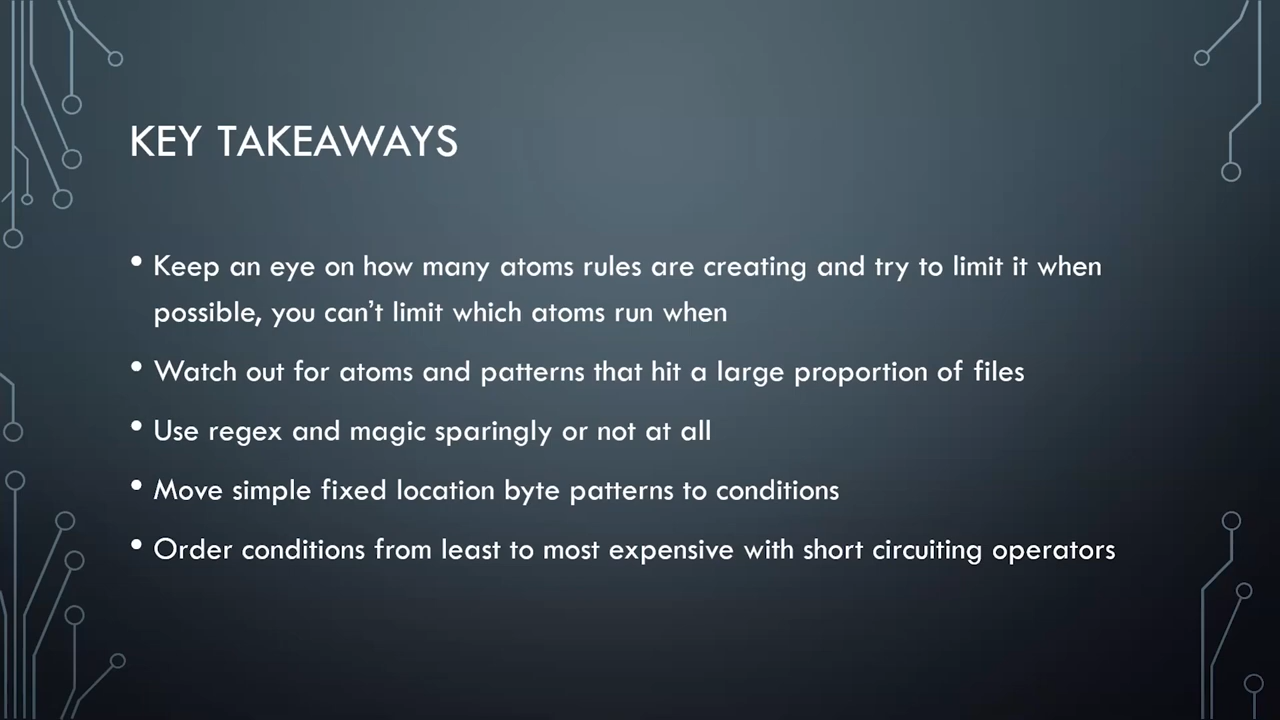 KEY TAKEAWAYS
• Keep an eye on how many atoms rules are creating and try to limit it when
possible, you can’t limit which atoms run when
• Watch out for atoms and patterns that hit a large proportion of files
• Use regex and magic sparingly or not at all
• Move simple fixed location byte patterns to conditions
• Order conditions from least to most expensive with short circuiting operators